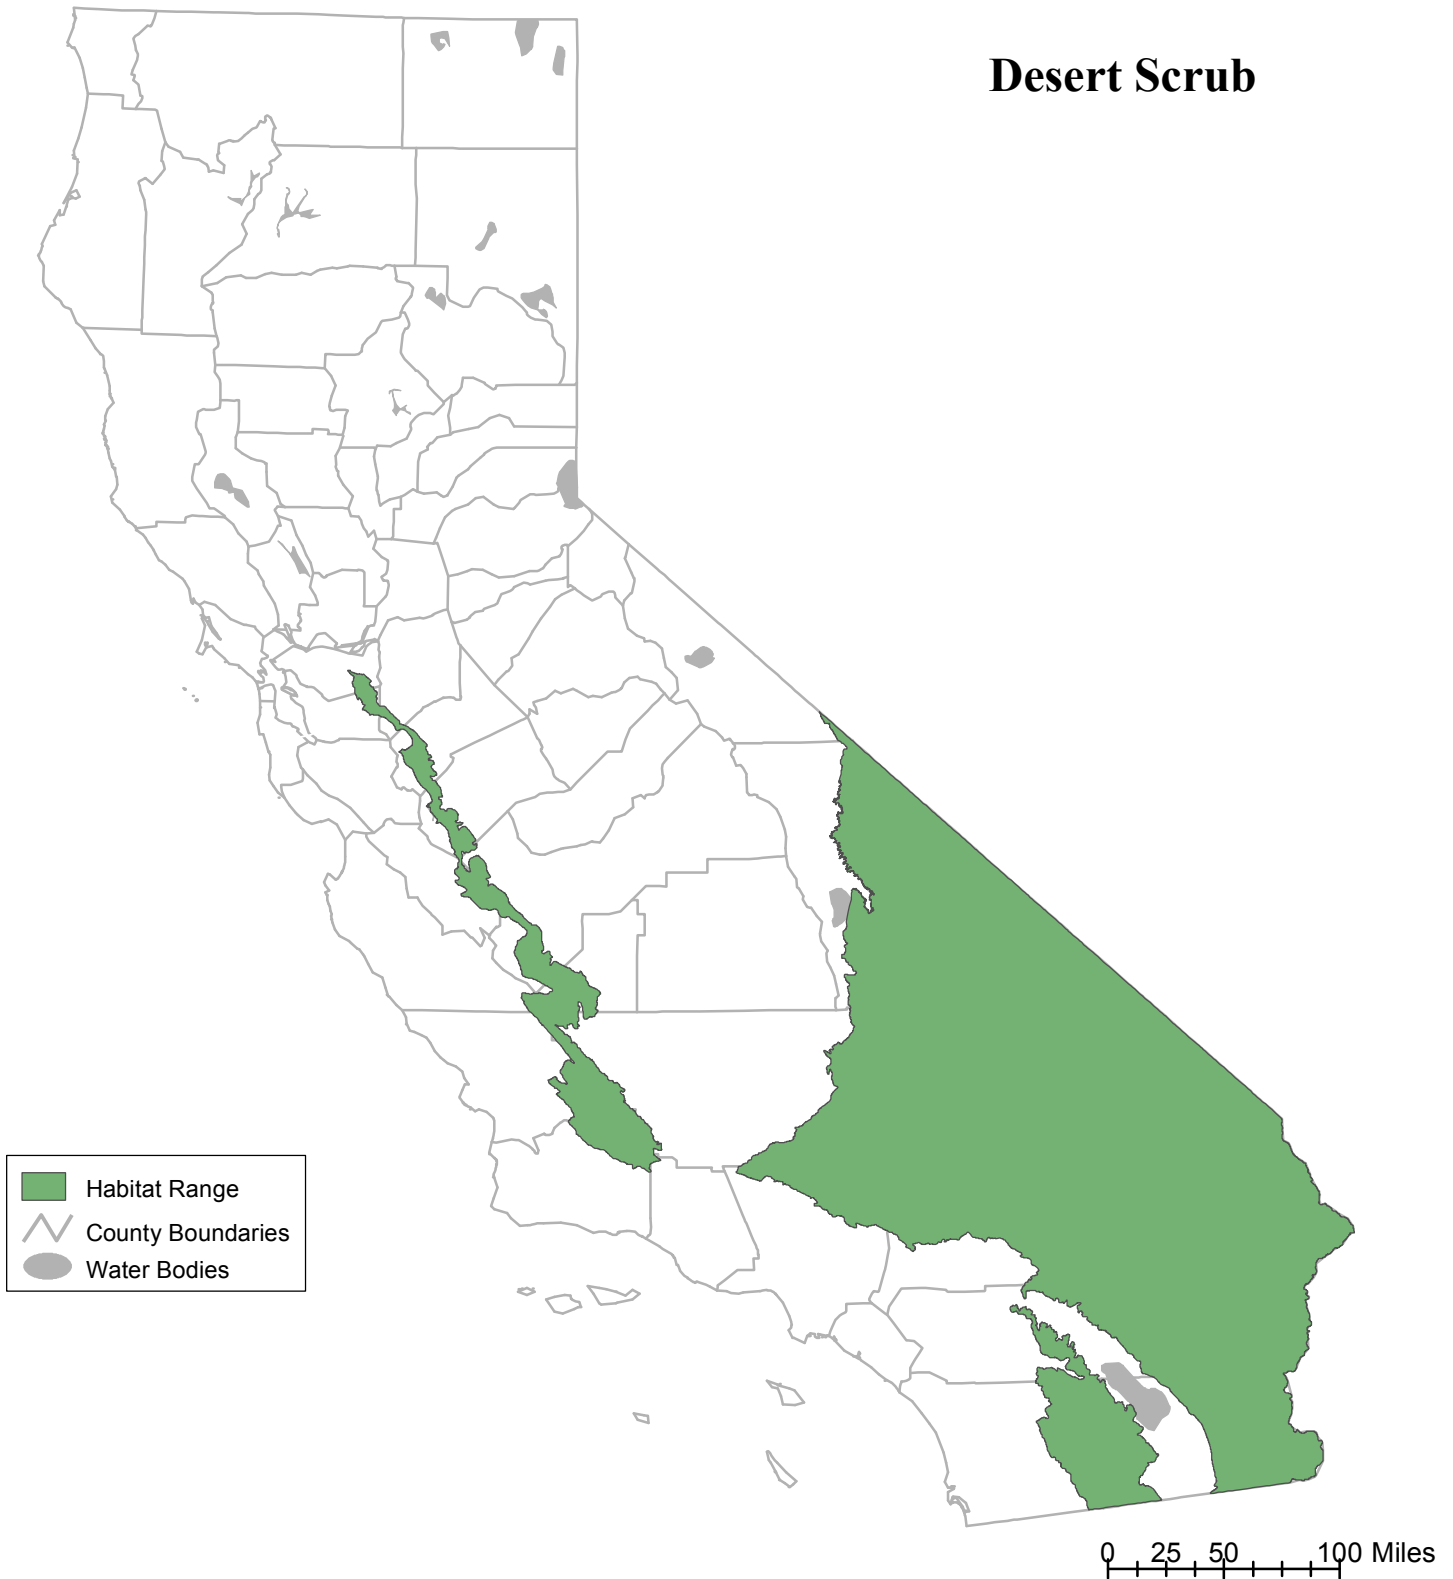 Desert Scrub
Habitat Range
County Boundaries
Water Bodies
0 25 50 100 Miles